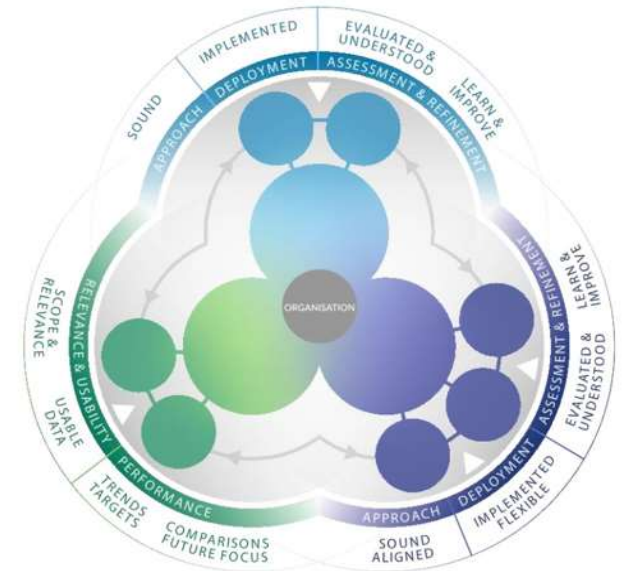 SOUND
IMPLEMENTED
EVALUATED &
UNDERSTOOD
LEARN &
IMPROVE
APPROACH
DEPLOYMENT
ASSESSMENT & REFINEMENT
ORGANISATION
ASSESSMENT & REFINEMENT
LEARN &
IMPROVE
EVALUATED &
UNDERSTOOD
DEPLOYMENT
IMPLEMENTED
FLEXIBLE
APPROACH
SOUND
ALIGNED
RELEVANCE & USABILITY
SCOPE &
RELEVANCE
USABLE
DATA
PERFORMANCE
TRENDS
TARGETS
COMPARISONS
FUTURE FOCUS